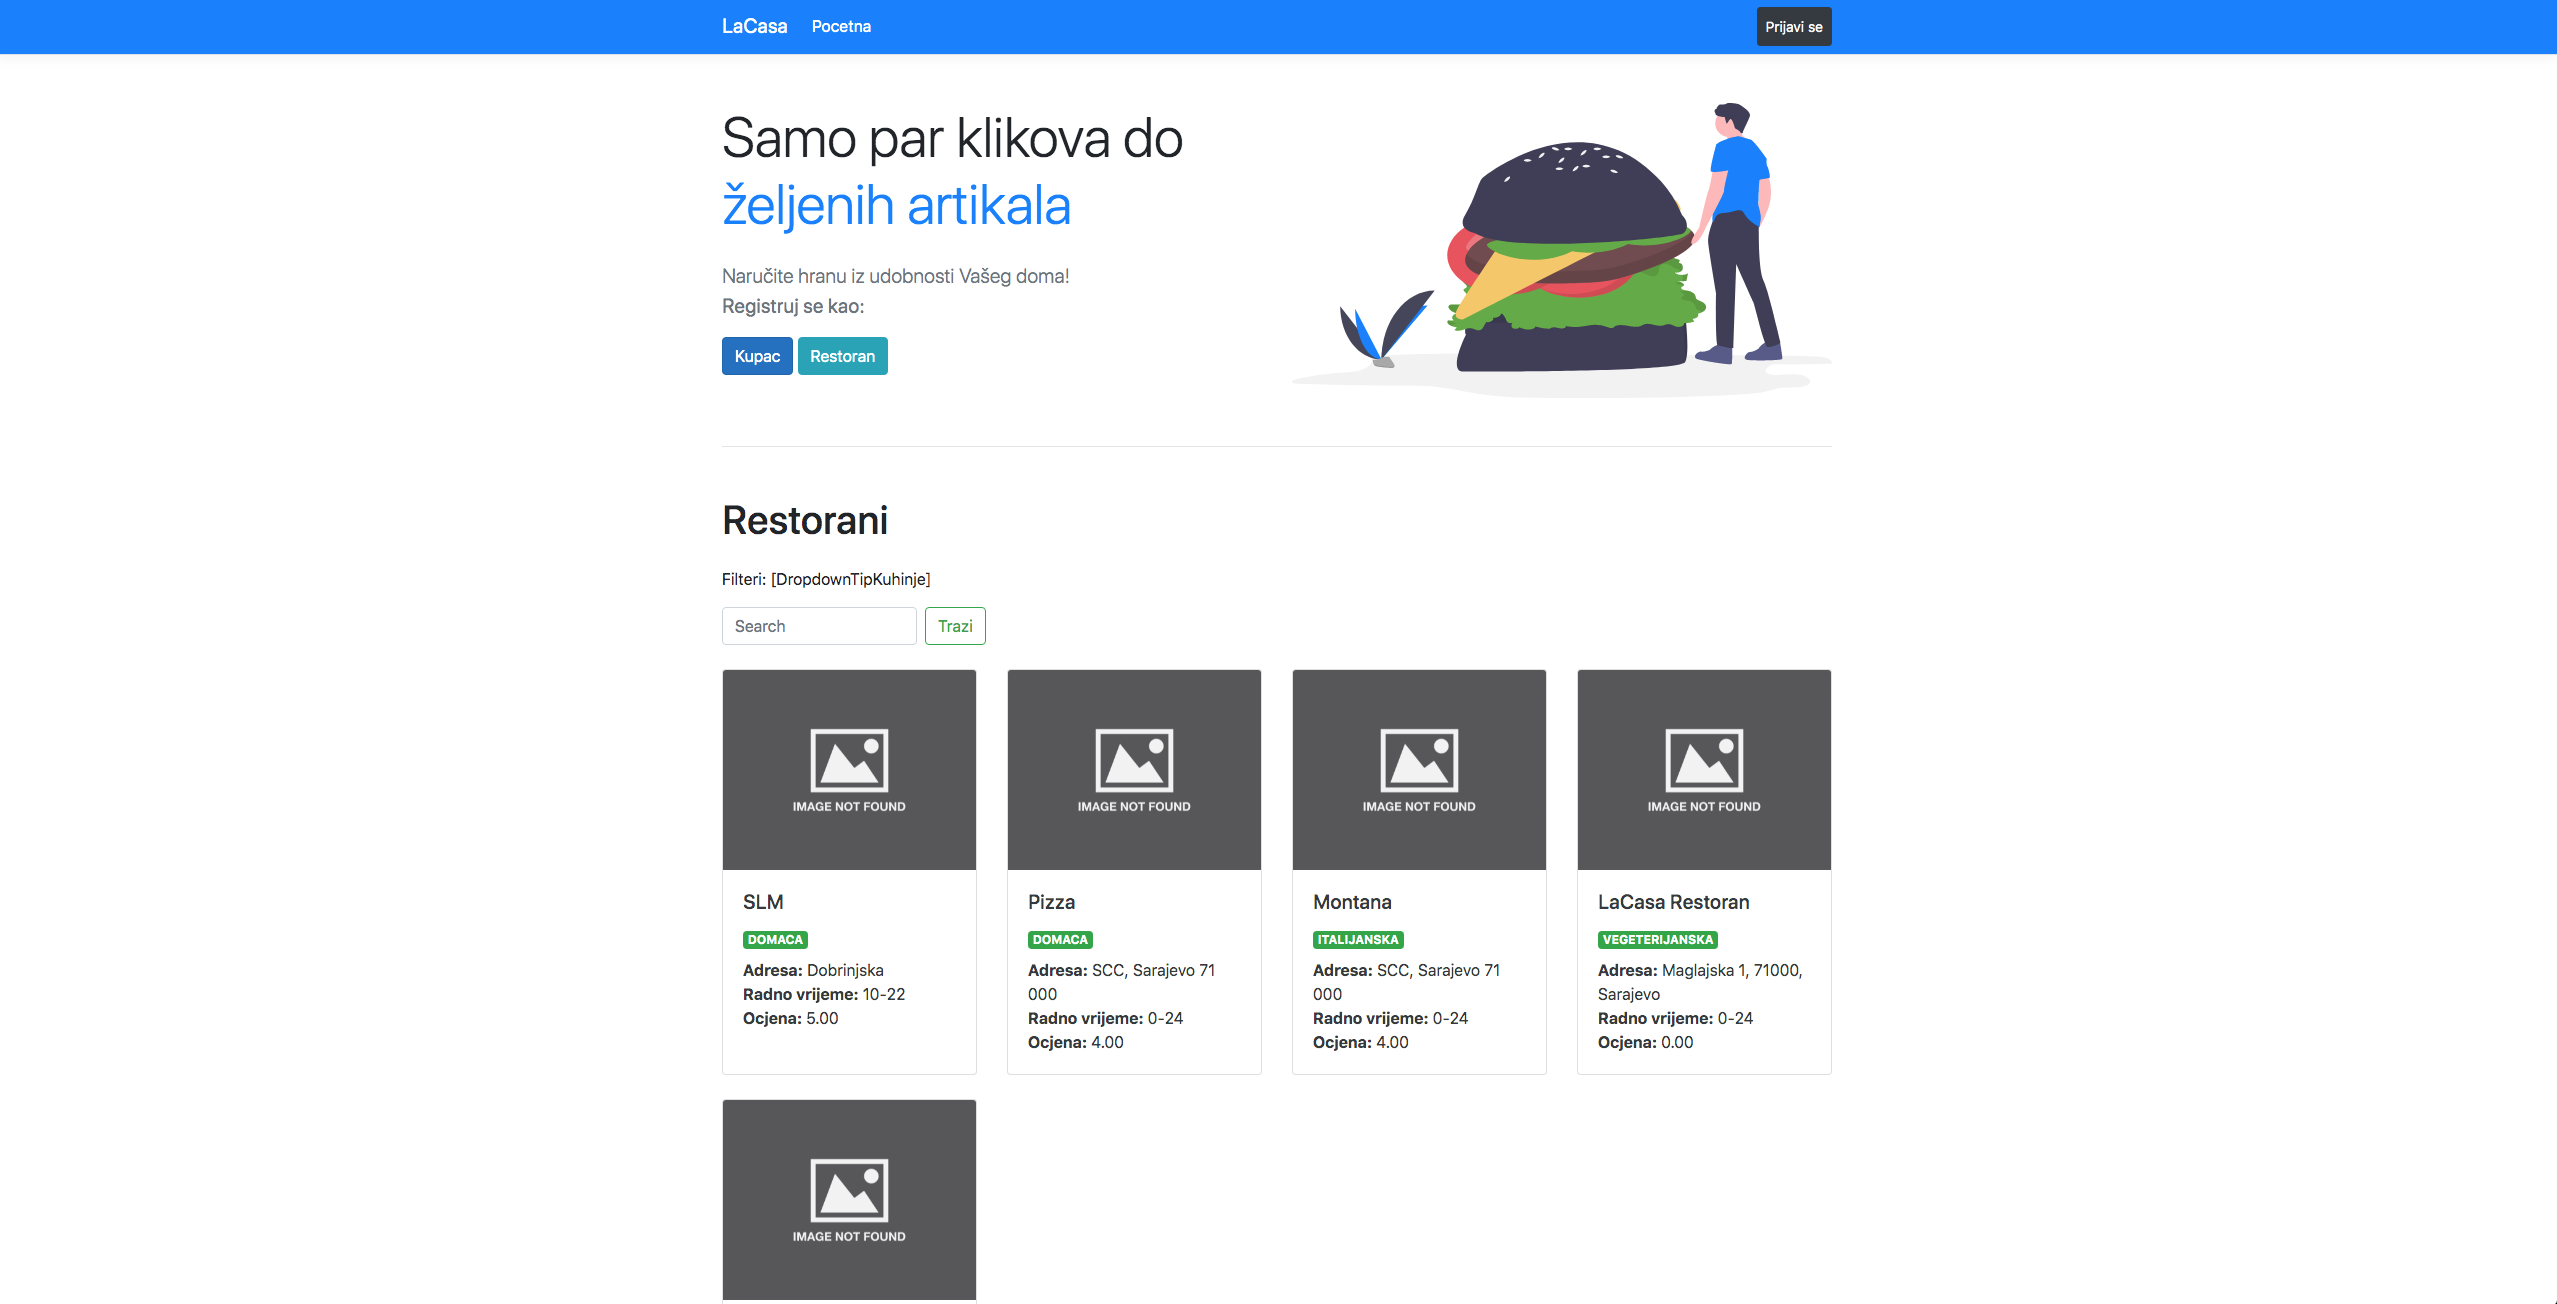 LaCasa Pocetna Prijavi se
Samo par klikova do
željenih artikala
Naručite hranu iz udobnosti Vašeg doma!
Registruj se kao:
Kupac Restoran
Restorani
Filteri: [DropdownTipKuhinje]
Search Trazi
IMAGE NOT FOUND
SLM
DOMACA
Adresa: Dobrinjska
Radno vrijeme: 10-22
Ocjena: 5.00
IMAGE NOT FOUND
Pizza
DOMACA
Adresa: SCC, Sarajevo 71
000
Radno vrijeme: 0-24
Ocjena: 4.00
IMAGE NOT FOUND
Montana
ITALIJANSKA
Adresa: SCC, Sarajevo 71
000
Radno vrijeme: 0-24
Ocjena: 4.00
IMAGE NOT FOUND
LaCasa Restoran
VEGETERIJANSKA
Adresa: Maglajska 1, 71000,
Sarajevo
Radno vrijeme: 0-24
Ocjena: 0.00
IMAGE NOT FOUND